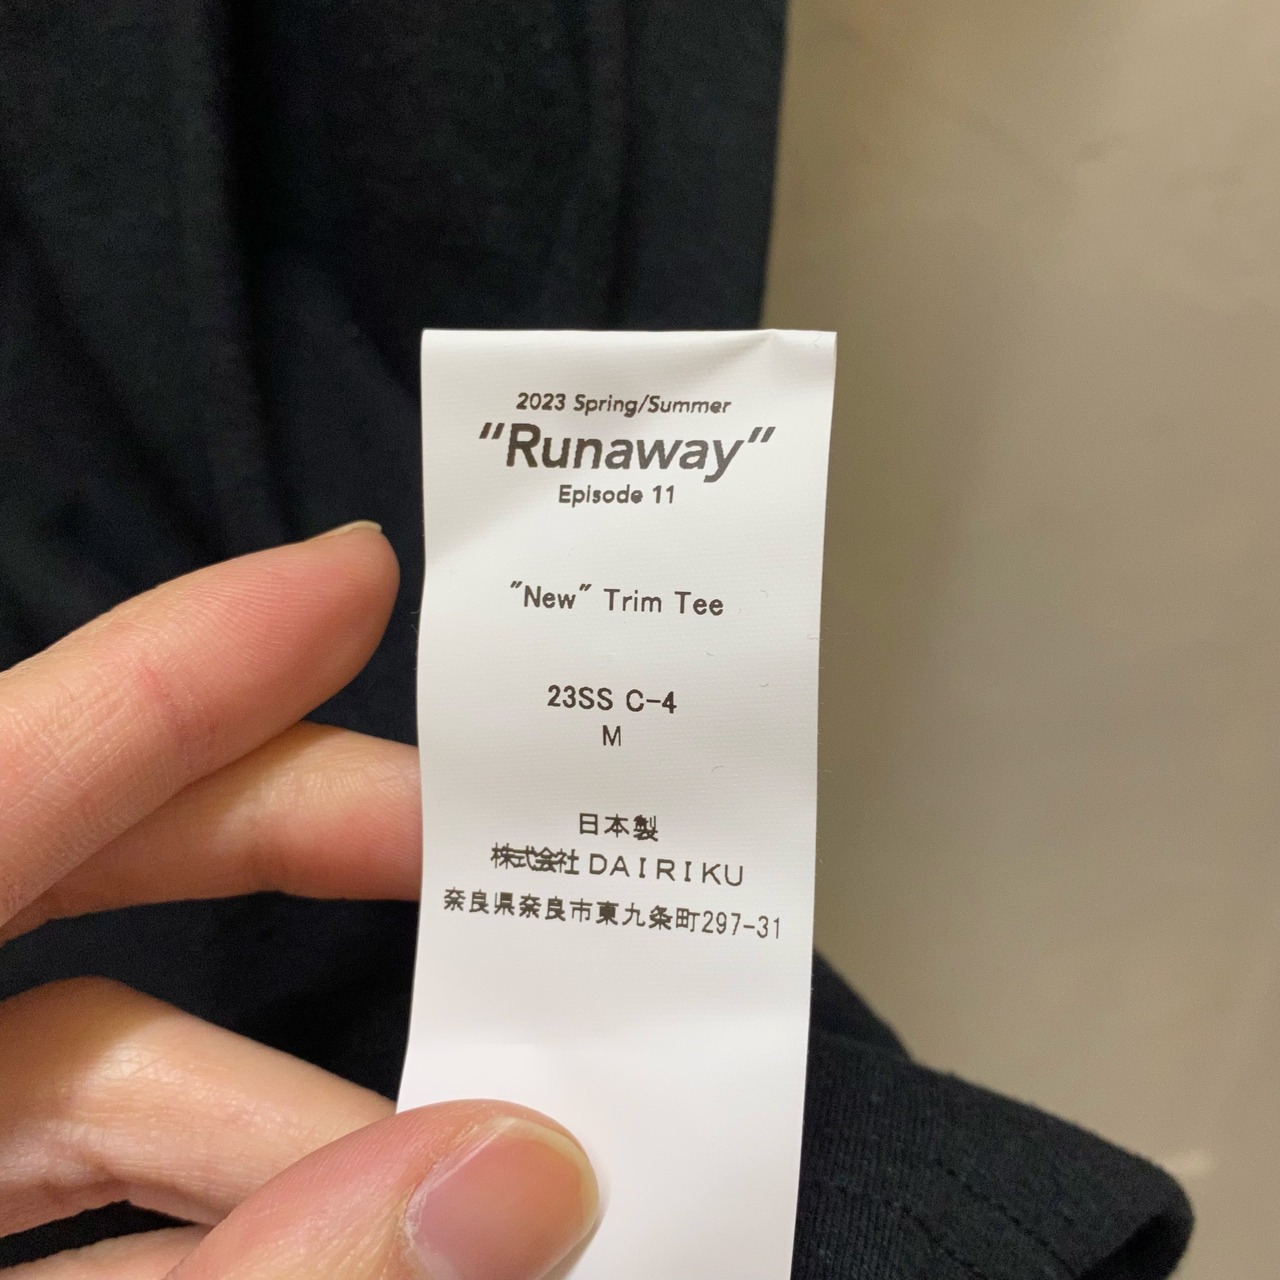 2023 Spring/Summer
"Runaway"
Episode 11
"New" Trim Tee
23SS C-4
M
日本製
株式会社 DAIRIKU
奈良県奈良市東九条町297-31